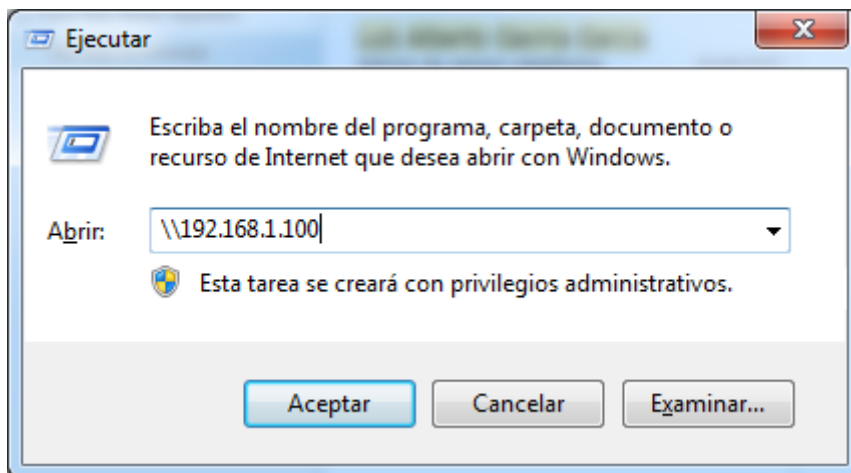 Ejecutar
Escriba el nombre del programa, carpeta, documento o
recurso de Internet que desea abrir con Windows.
Abrir:
\\192.168.1.100
Esta tarea se creará con privilegios administrativos.
Aceptar
Cancelar
Examinar...